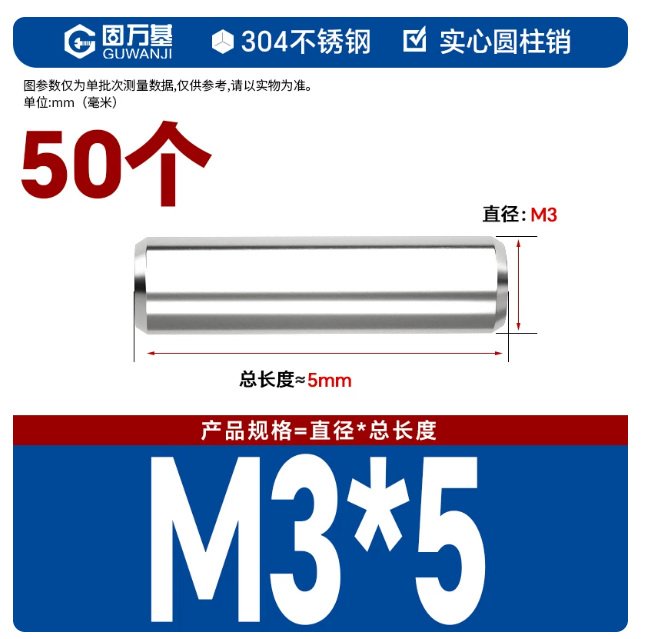 固万基
GUWANJI
304不锈钢
实心圆柱销
图参数仅为单批次测量数据,仅供参考,请以实物为准。
单位:mm（毫米）
50个
直径: M3
总长度≈5mm
产品规格=直径*总长度
M3*5